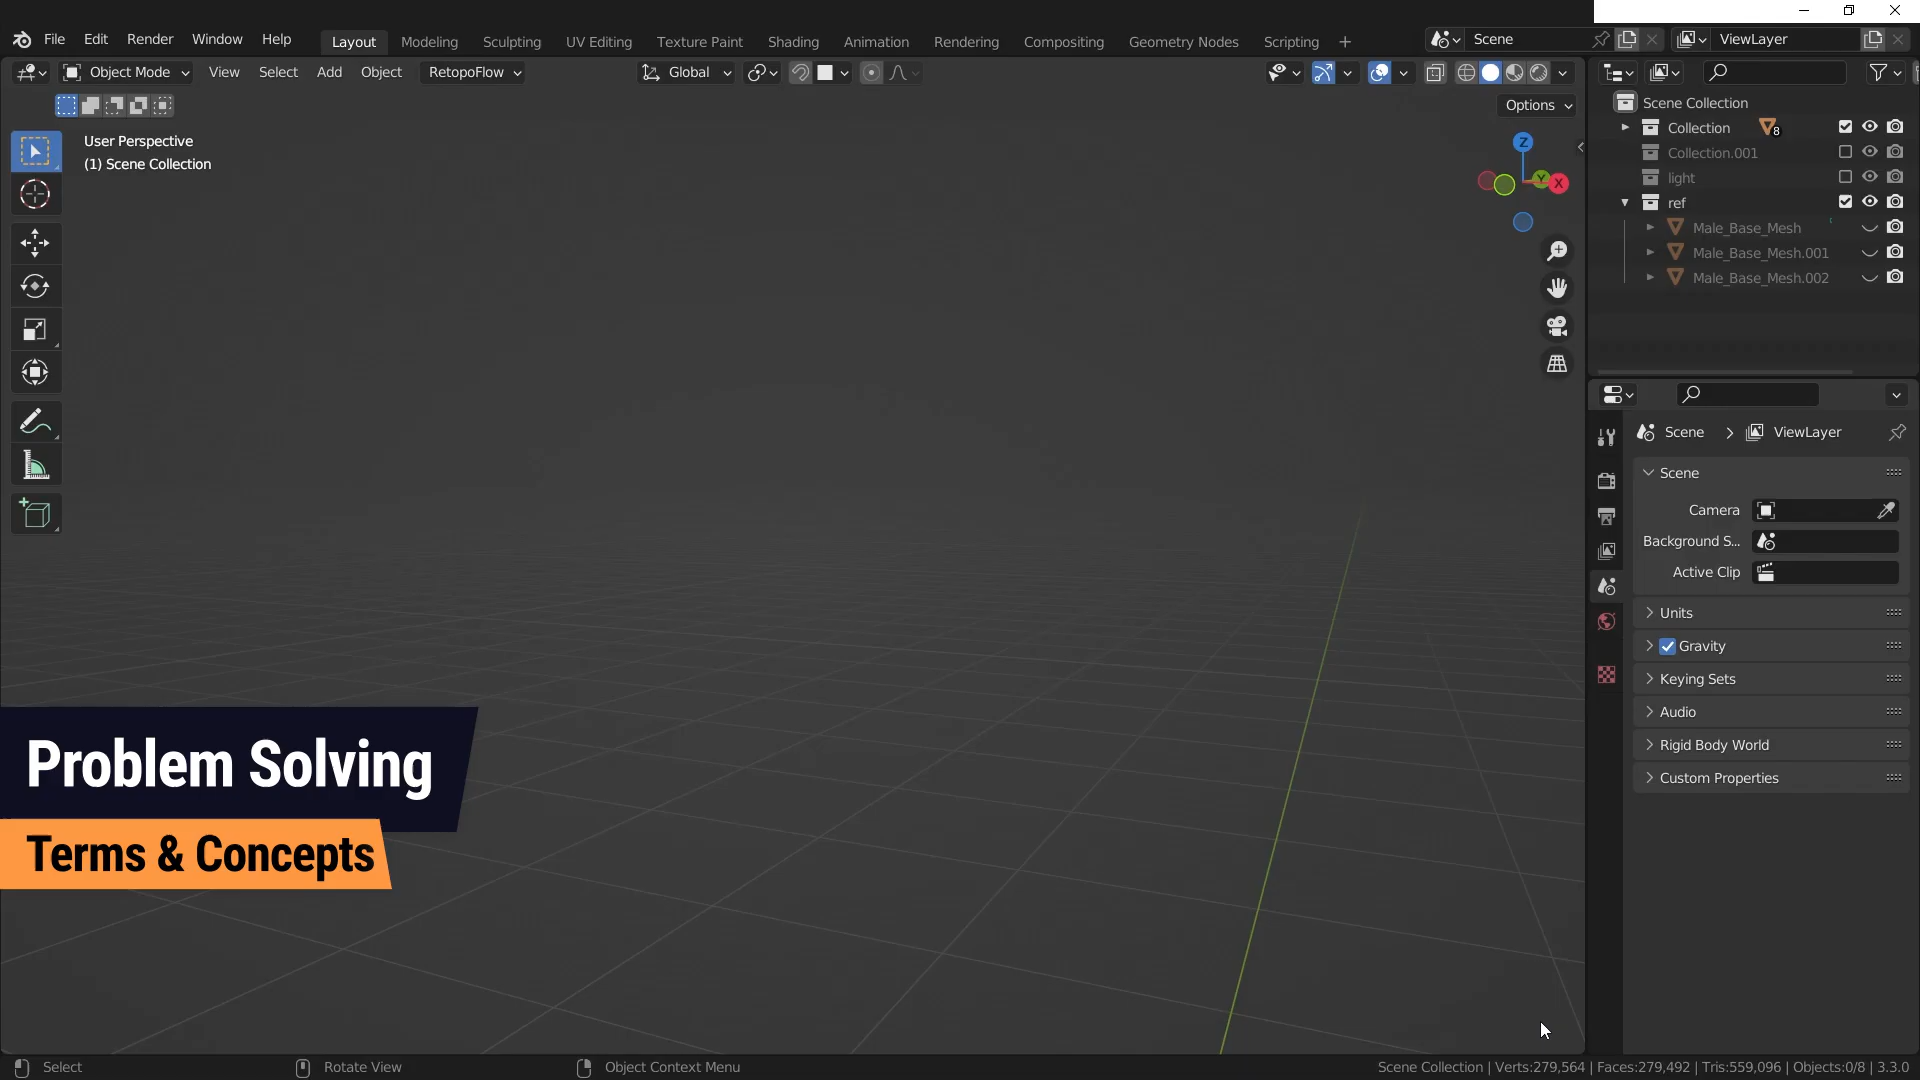 File Edit Render Window Help Layout Modeling Sculpting UV Editing Texture Paint Shading Animation Rendering Compositing Geometry Nodes Scripting + Scene ViewLayer
Object Mode View Select Add Object RetopoFlow Global
Options
User Perspective
(1) Scene Collection
Z
Y
X
Scene Collection
Collection 8
Collection.001
light
ref
Male_Base_Mesh
Male_Base_Mesh.001
Male_Base_Mesh.002
Scene > ViewLayer
Scene
Camera
Background S...
Active Clip
Units
Gravity
Keying Sets
Audio
Rigid Body World
Custom Properties
Problem Solving
Terms & Concepts
Select Rotate View Object Context Menu Scene Collection | Verts:279,564 | Faces:279,492 | Tris:559,096 | Objects:0/8 | 3.3.0